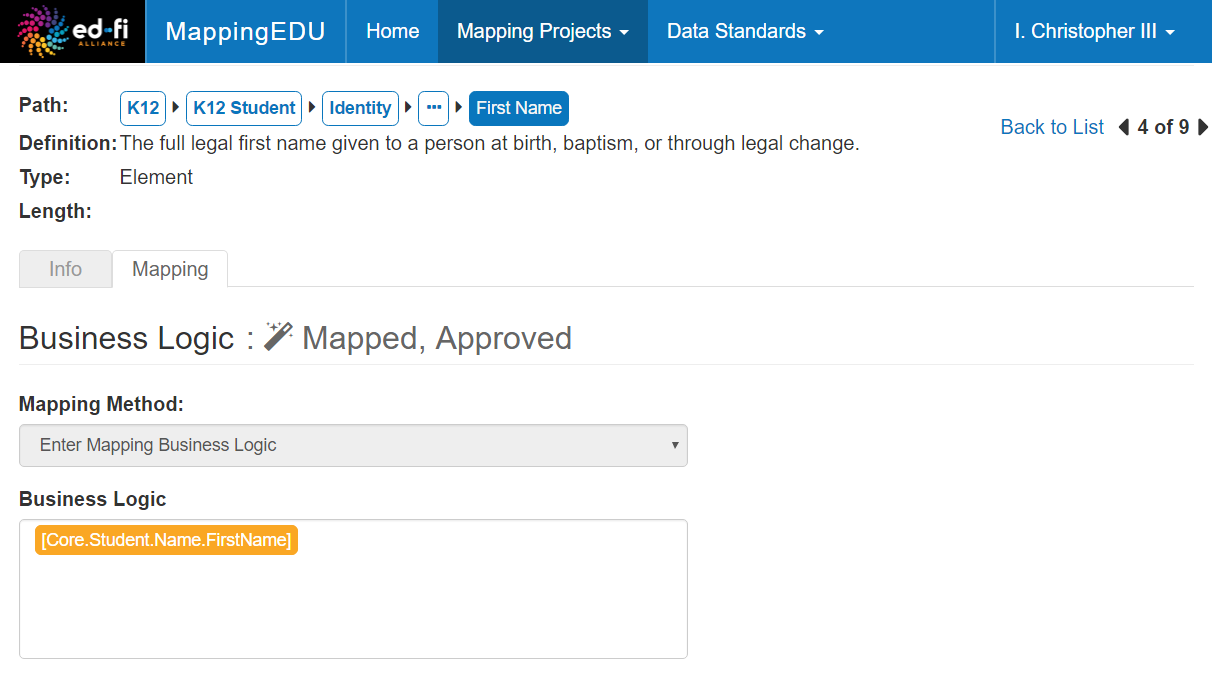 ed-fi ALLIANCE MappingEDU Home Mapping Projects Data Standards I. Christopher III
Path: K12 K12 Student Identity ... First Name
Back to List 4 of 9
Definition: The full legal first name given to a person at birth, baptism, or through legal change.
Type: Element
Length:
Info Mapping
Business Logic : Mapped, Approved
Mapping Method:
Enter Mapping Business Logic
Business Logic
[Core.Student.Name.FirstName]